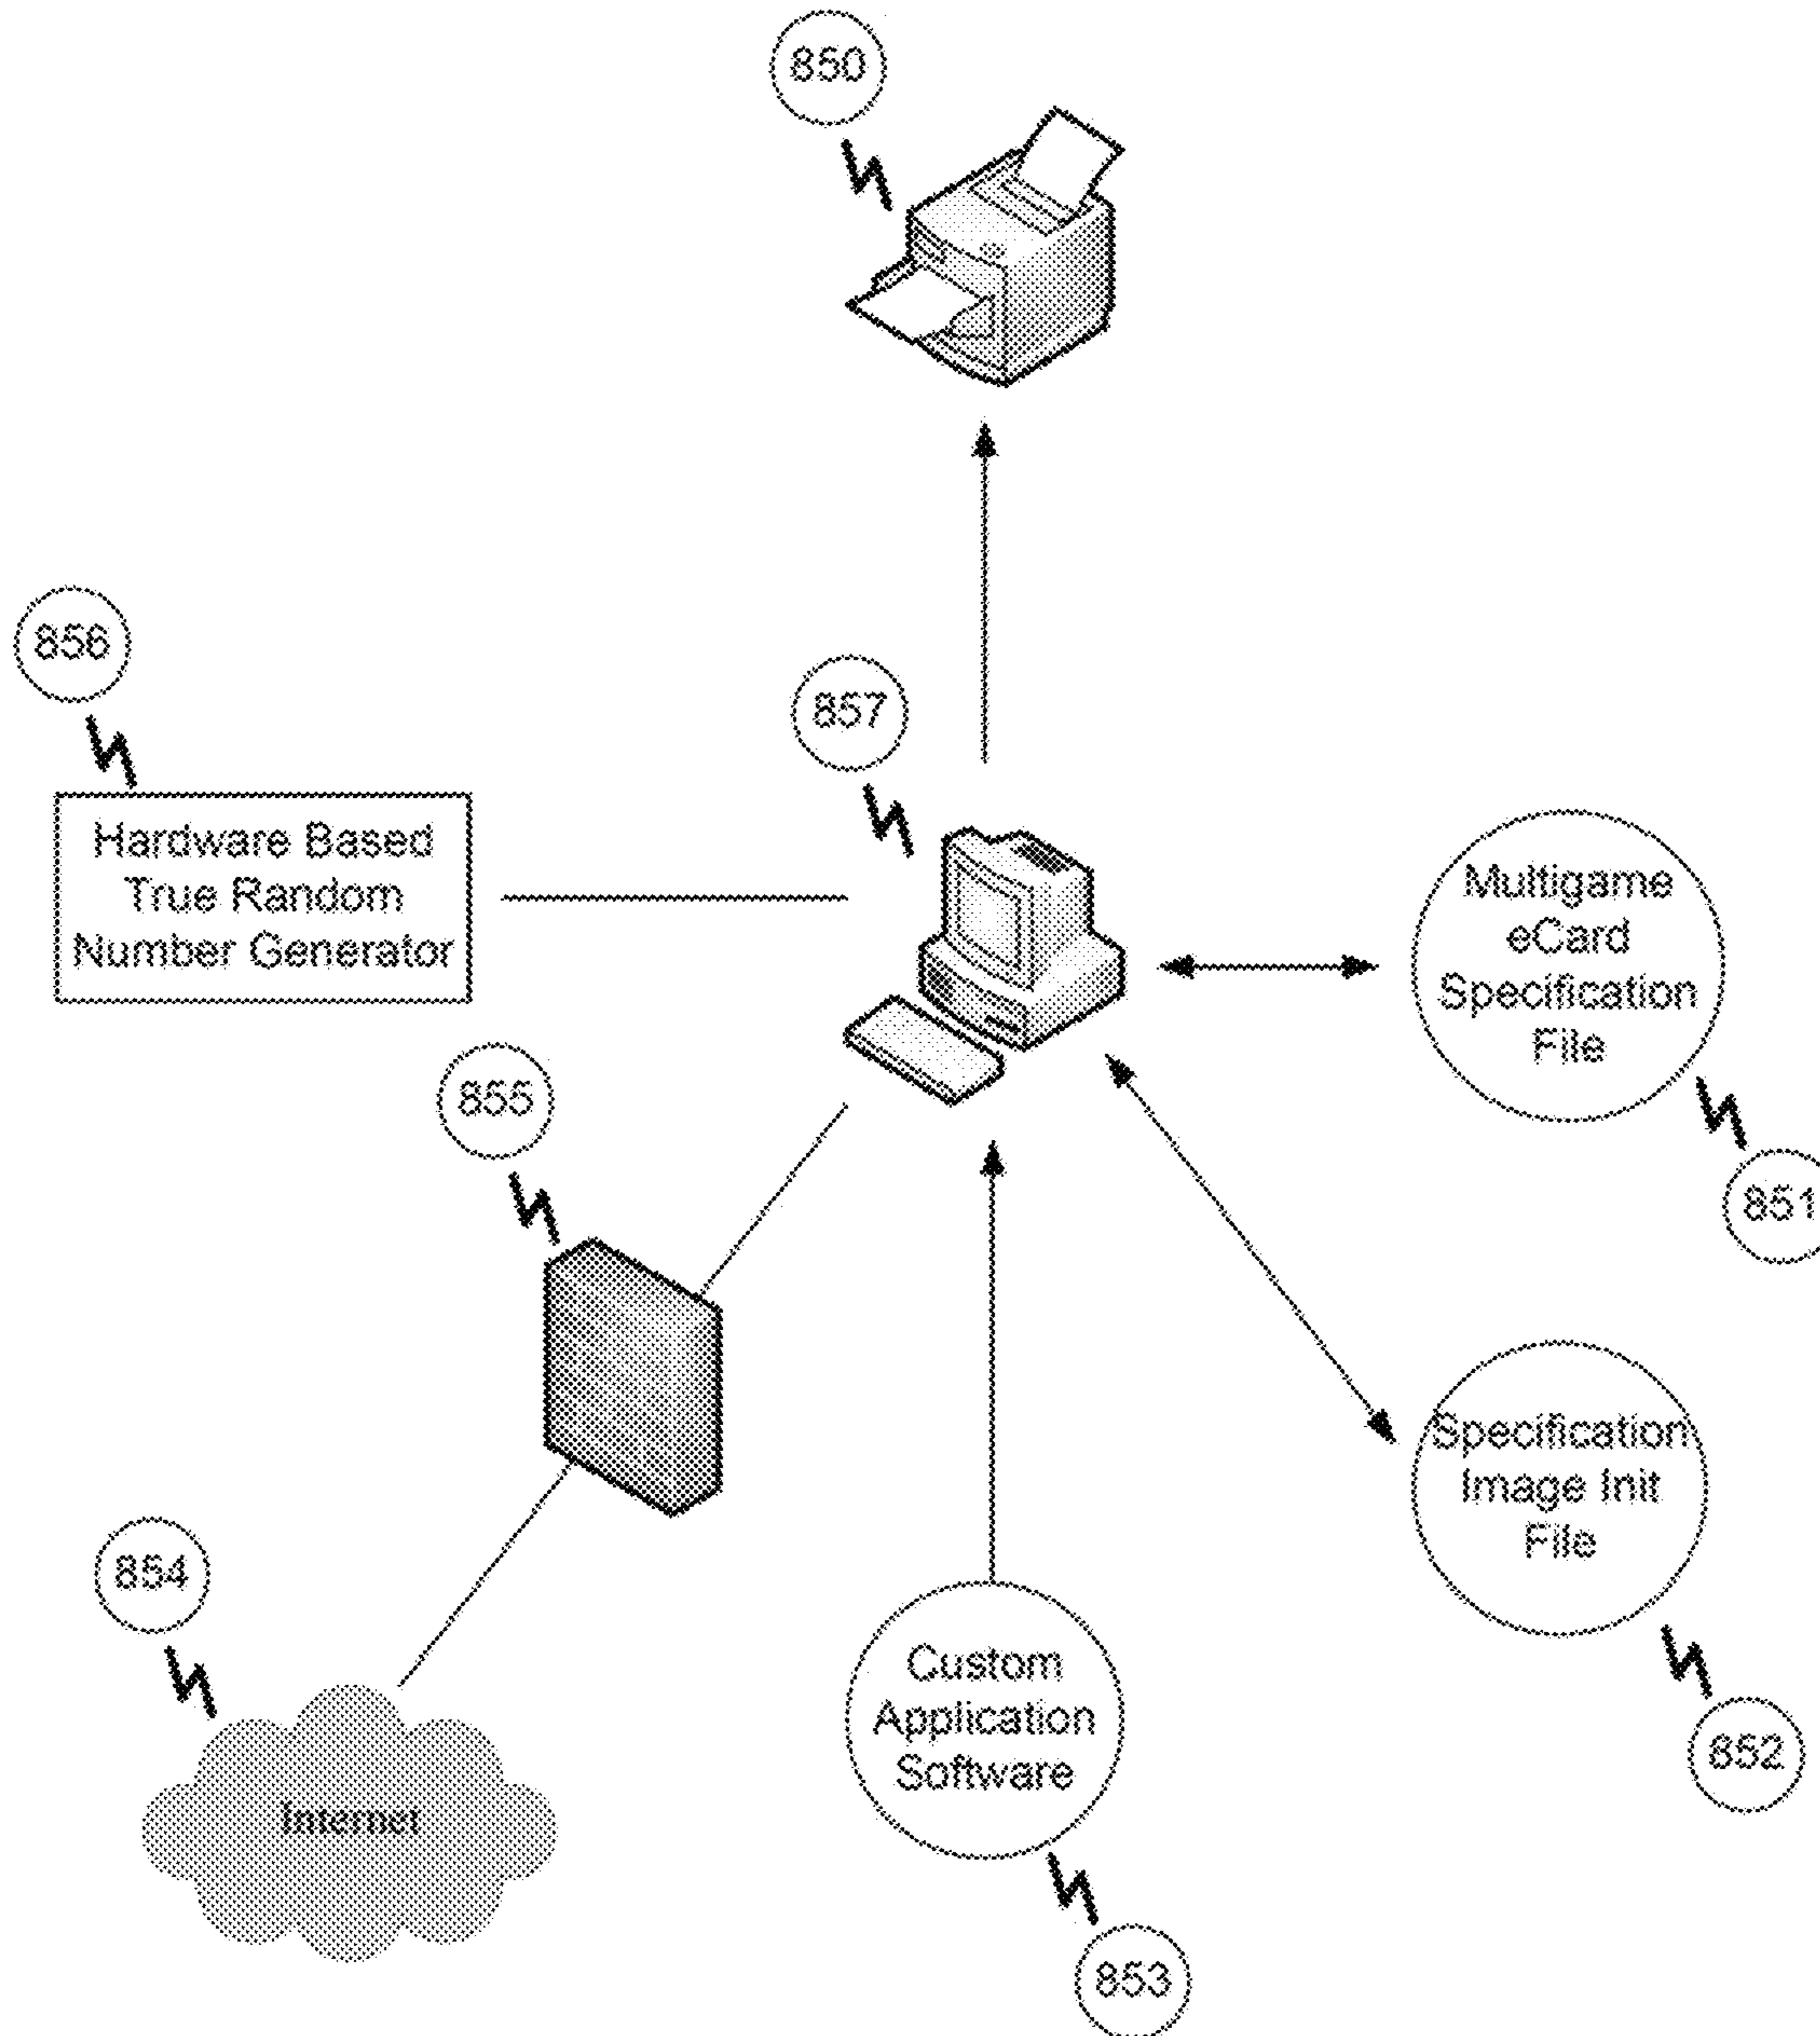 850
856
857
Hardware Based
True Random
Number Generator
Multigame
eCard
Specification
File
855
851
Specification
Image Init
File
854
Custom
Application
Software
852
Internet
853